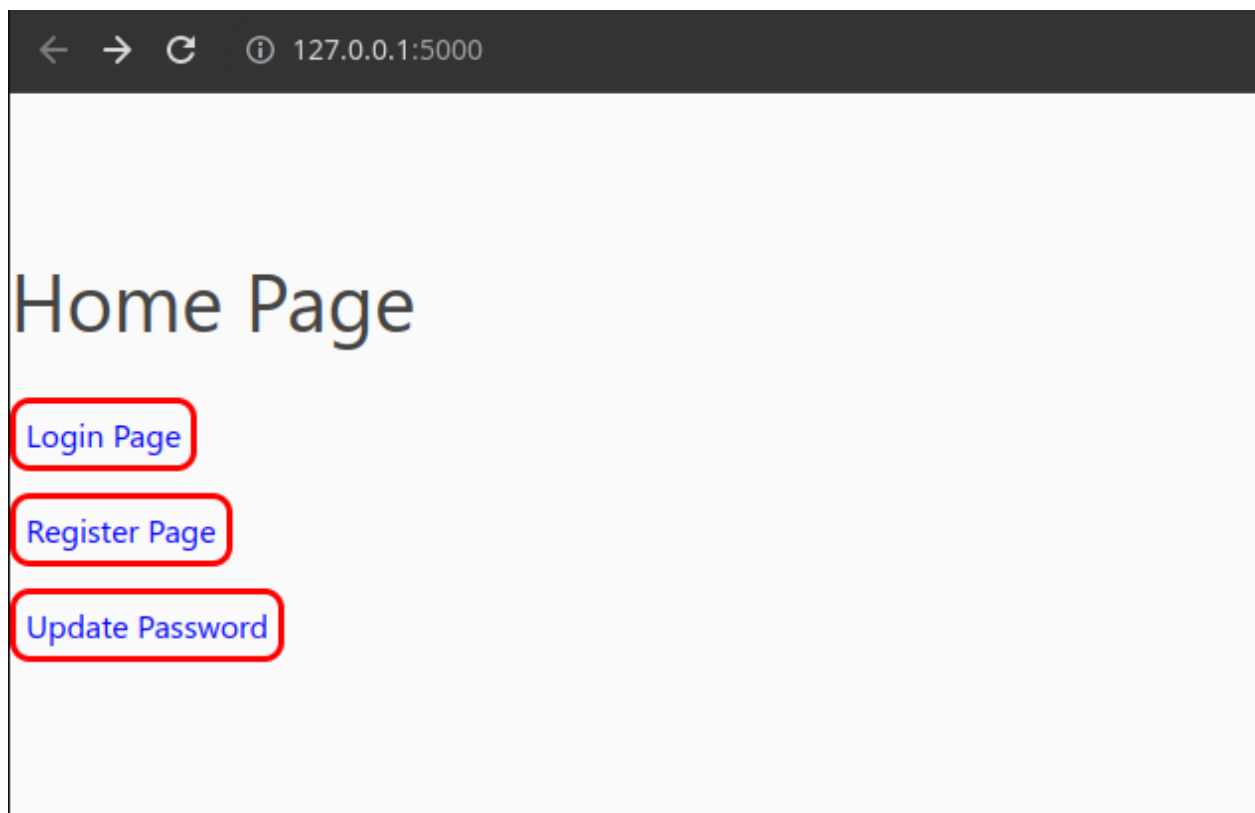 127.0.0.1:5000
Home Page
Login Page
Register Page
Update Password